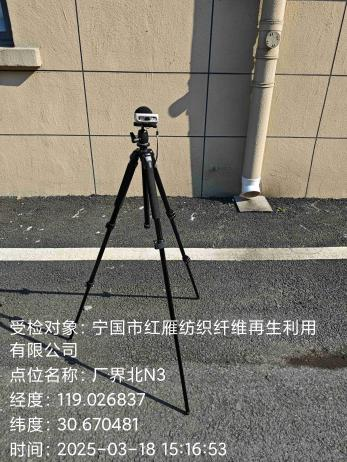 受检对象：宁国市红雁纺织纤维再生利用
有限公司
点位名称：厂界北N3
经度：119.026837
纬度：30.670481
时间：2025-03-18 15:16:53